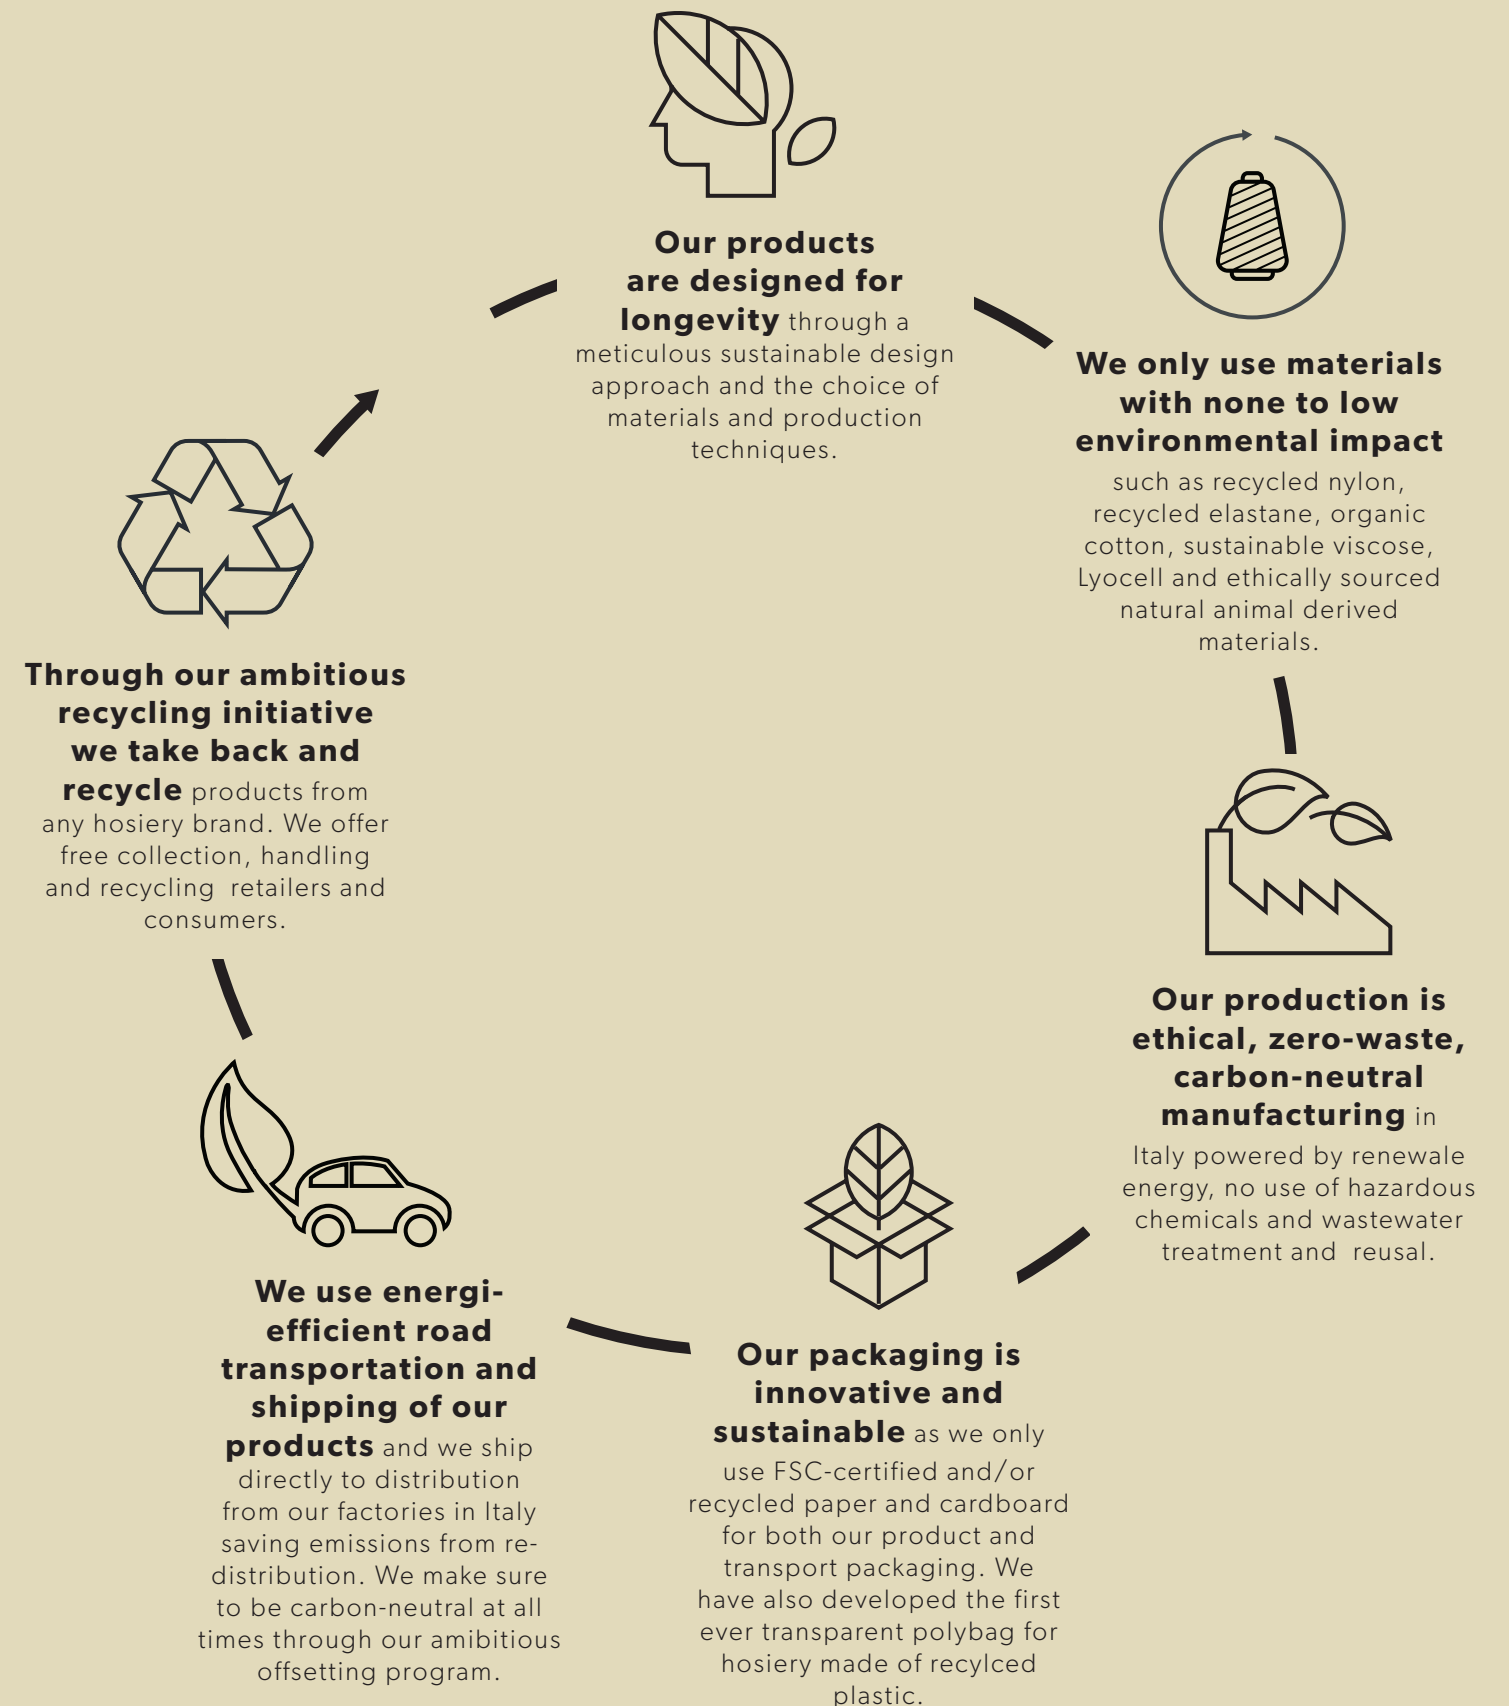 Our products
are designed for
longevity through a
meticulous sustainable design
approach and the choice of
materials and production
techniques.
We only use materials
with none to low
environmental impact
such as recycled nylon,
recycled elastane, organic
cotton, sustainable viscose,
Lyocell and ethically sourced
natural animal derived
materials.
Our production is
ethical, zero-waste,
carbon-neutral
manufacturing in
Italy powered by renewale
energy, no use of hazardous
chemicals and wastewater
treatment and  reusal.
Our packaging is
innovative and
sustainable as we only
use FSC-certified and/or
recycled paper and cardboard
for both our product and
transport packaging. We
have also developed the first
ever transparent polybag for
hosiery made of recylced
plastic.
We use energi-
efficient road
transportation and
shipping of our
products and we ship
directly to distribution
from our factories in Italy
saving emissions from re-
distribution. We make sure
to be carbon-neutral at all
times through our amibitious
offsetting program.
Through our ambitious
recycling initiative
we take back and
recycle products from
any hosiery brand. We offer
free collection, handling
and recycling  retailers and
consumers.